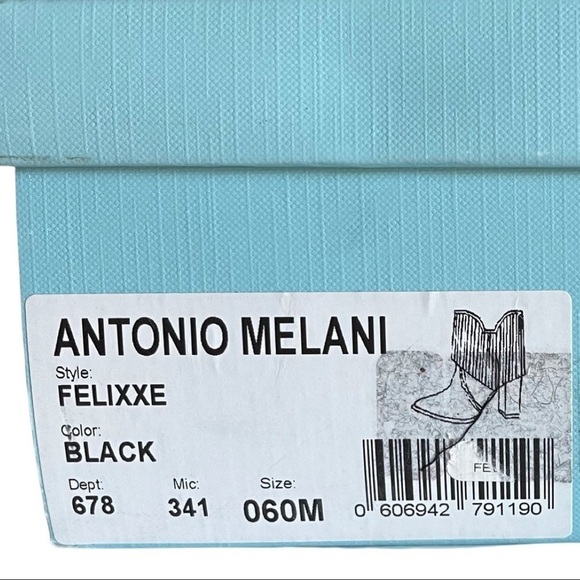 ANTONIO MELANI
Style:
FELIXXE
Color:
BLACK
Dept: Mic: Size:
678 341 060M
0 606942 791190